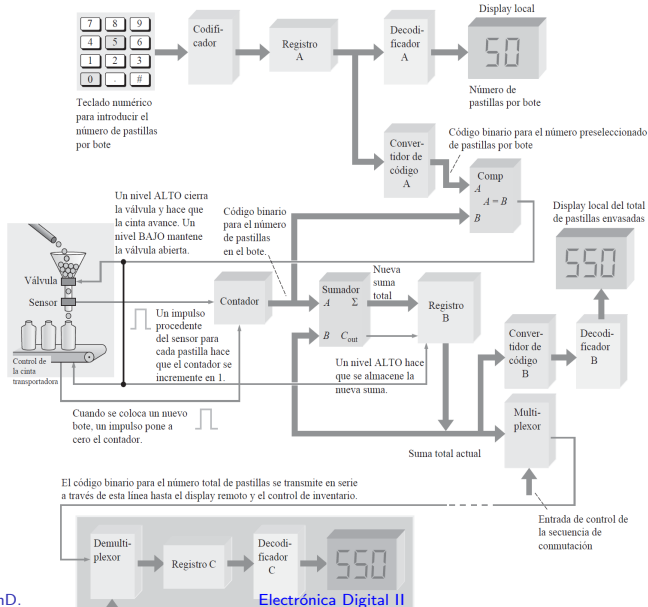 Display local
7 8 9
4 5 6
1 2 3
0 . #
Codifi-
cador
Registro
A
Decodi-
ficador
A
50
Teclado numérico
para introducir el
número de pastillas
por bote
Número de
pastillas por bote
Conver-
tidor de
código
A
Código binario para el número preseleccionado
de pastillas por bote
Comp
A
A = B
B
Un nivel ALTO cierra
la válvula y hace que
la cinta avance. Un
nivel BAJO mantene
la válvula abierta.
Código binario
para el número
de pastillas
en el bote.
Display local del total
de pastillas envasadas
550
Válvula
Sensor
Control de
la cinta
transportadora
Contador
Un impulso
procedente
del sensor para
cada pastilla hace
que el contador se
incremente en 1.
Sumador
A Σ
B Cout
Nueva
suma
total
Registro
B
Un nivel ALTO hace
que se almacene la
nueva suma.
Conver-
tidor de
código
B
Decodi-
ficador
B
Cuando se coloca un nuevo
bote, un impulso pone a
cero el contador.
Suma total actual
Multi-
plexor
El código binario para el número total de pastillas se transmite en serie
a través de esta línea hasta el display remoto y el control de inventario.
Entrada de control de
la secuencia de
conmutación
Demulti-
plexor
Registro C
Decodi-
ficador
C
550
nD.
Electrónica Digital II